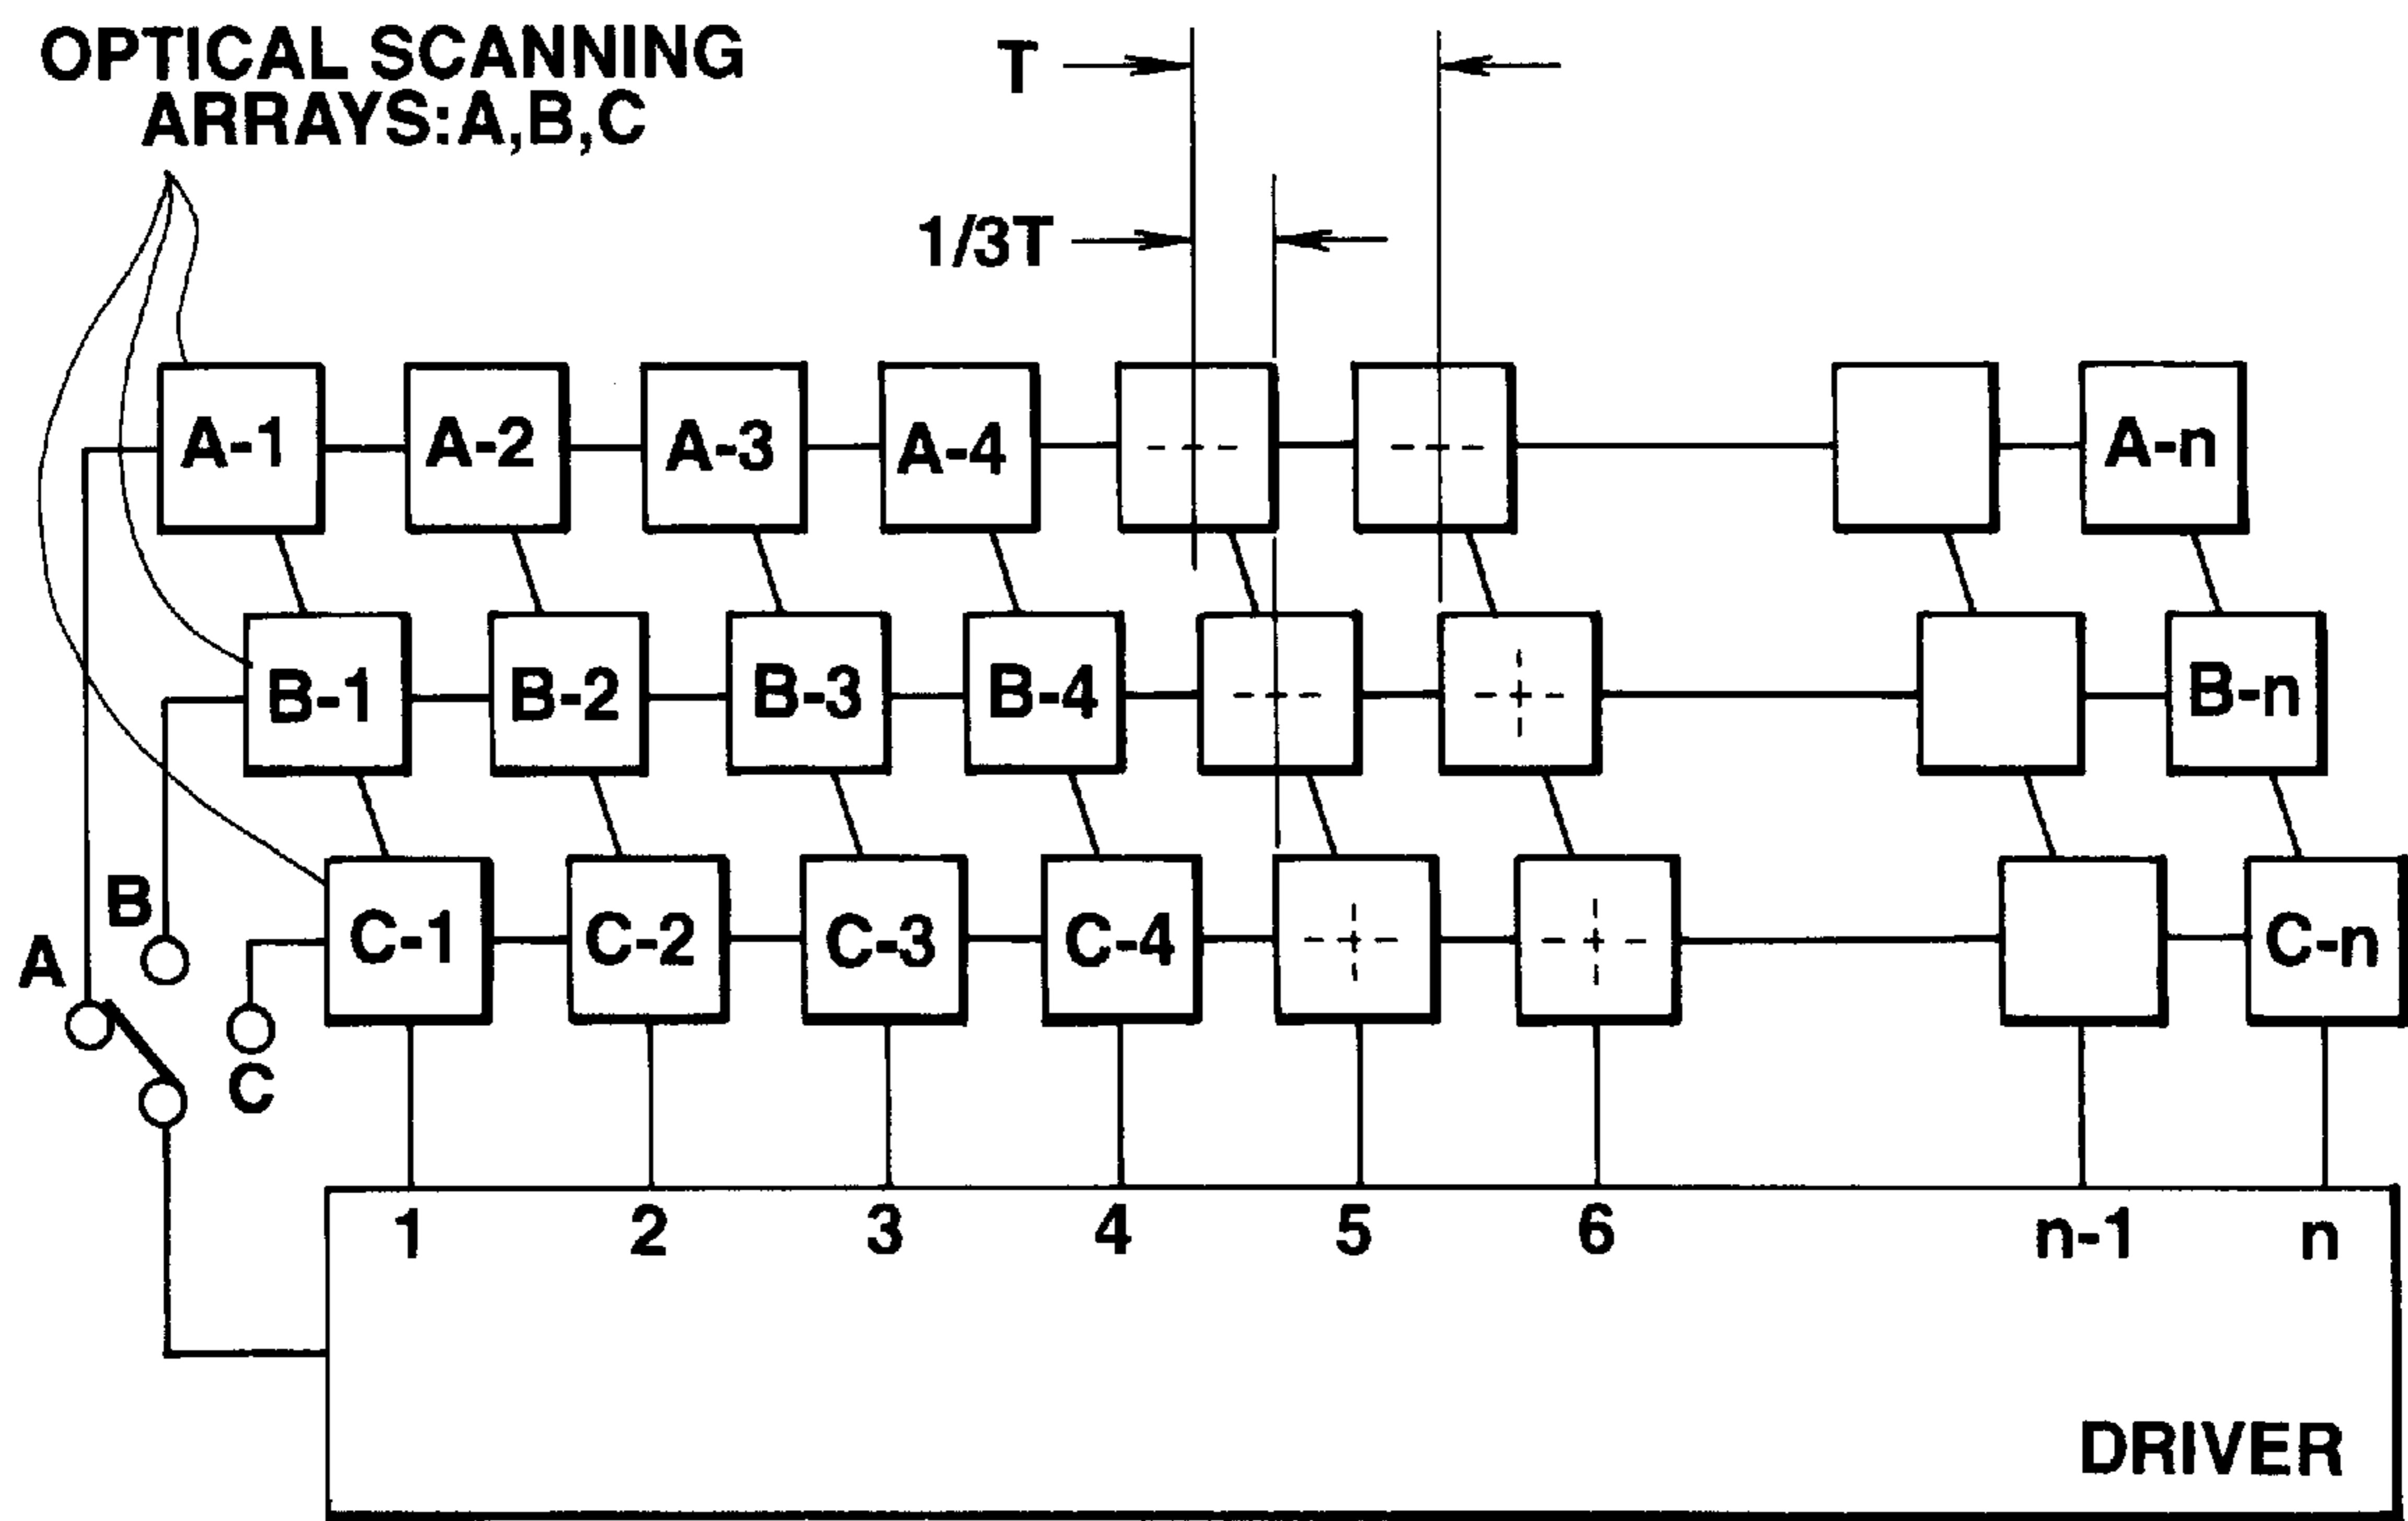 OPTICAL SCANNING
ARRAYS:A,B,C
T
1/3T
A-1 A-2 A-3 A-4 A-n
B-1 B-2 B-3 B-4 B-n
C-1 C-2 C-3 C-4 C-n
B
A
C
1 2 3 4 5 6 n-1 n
DRIVER